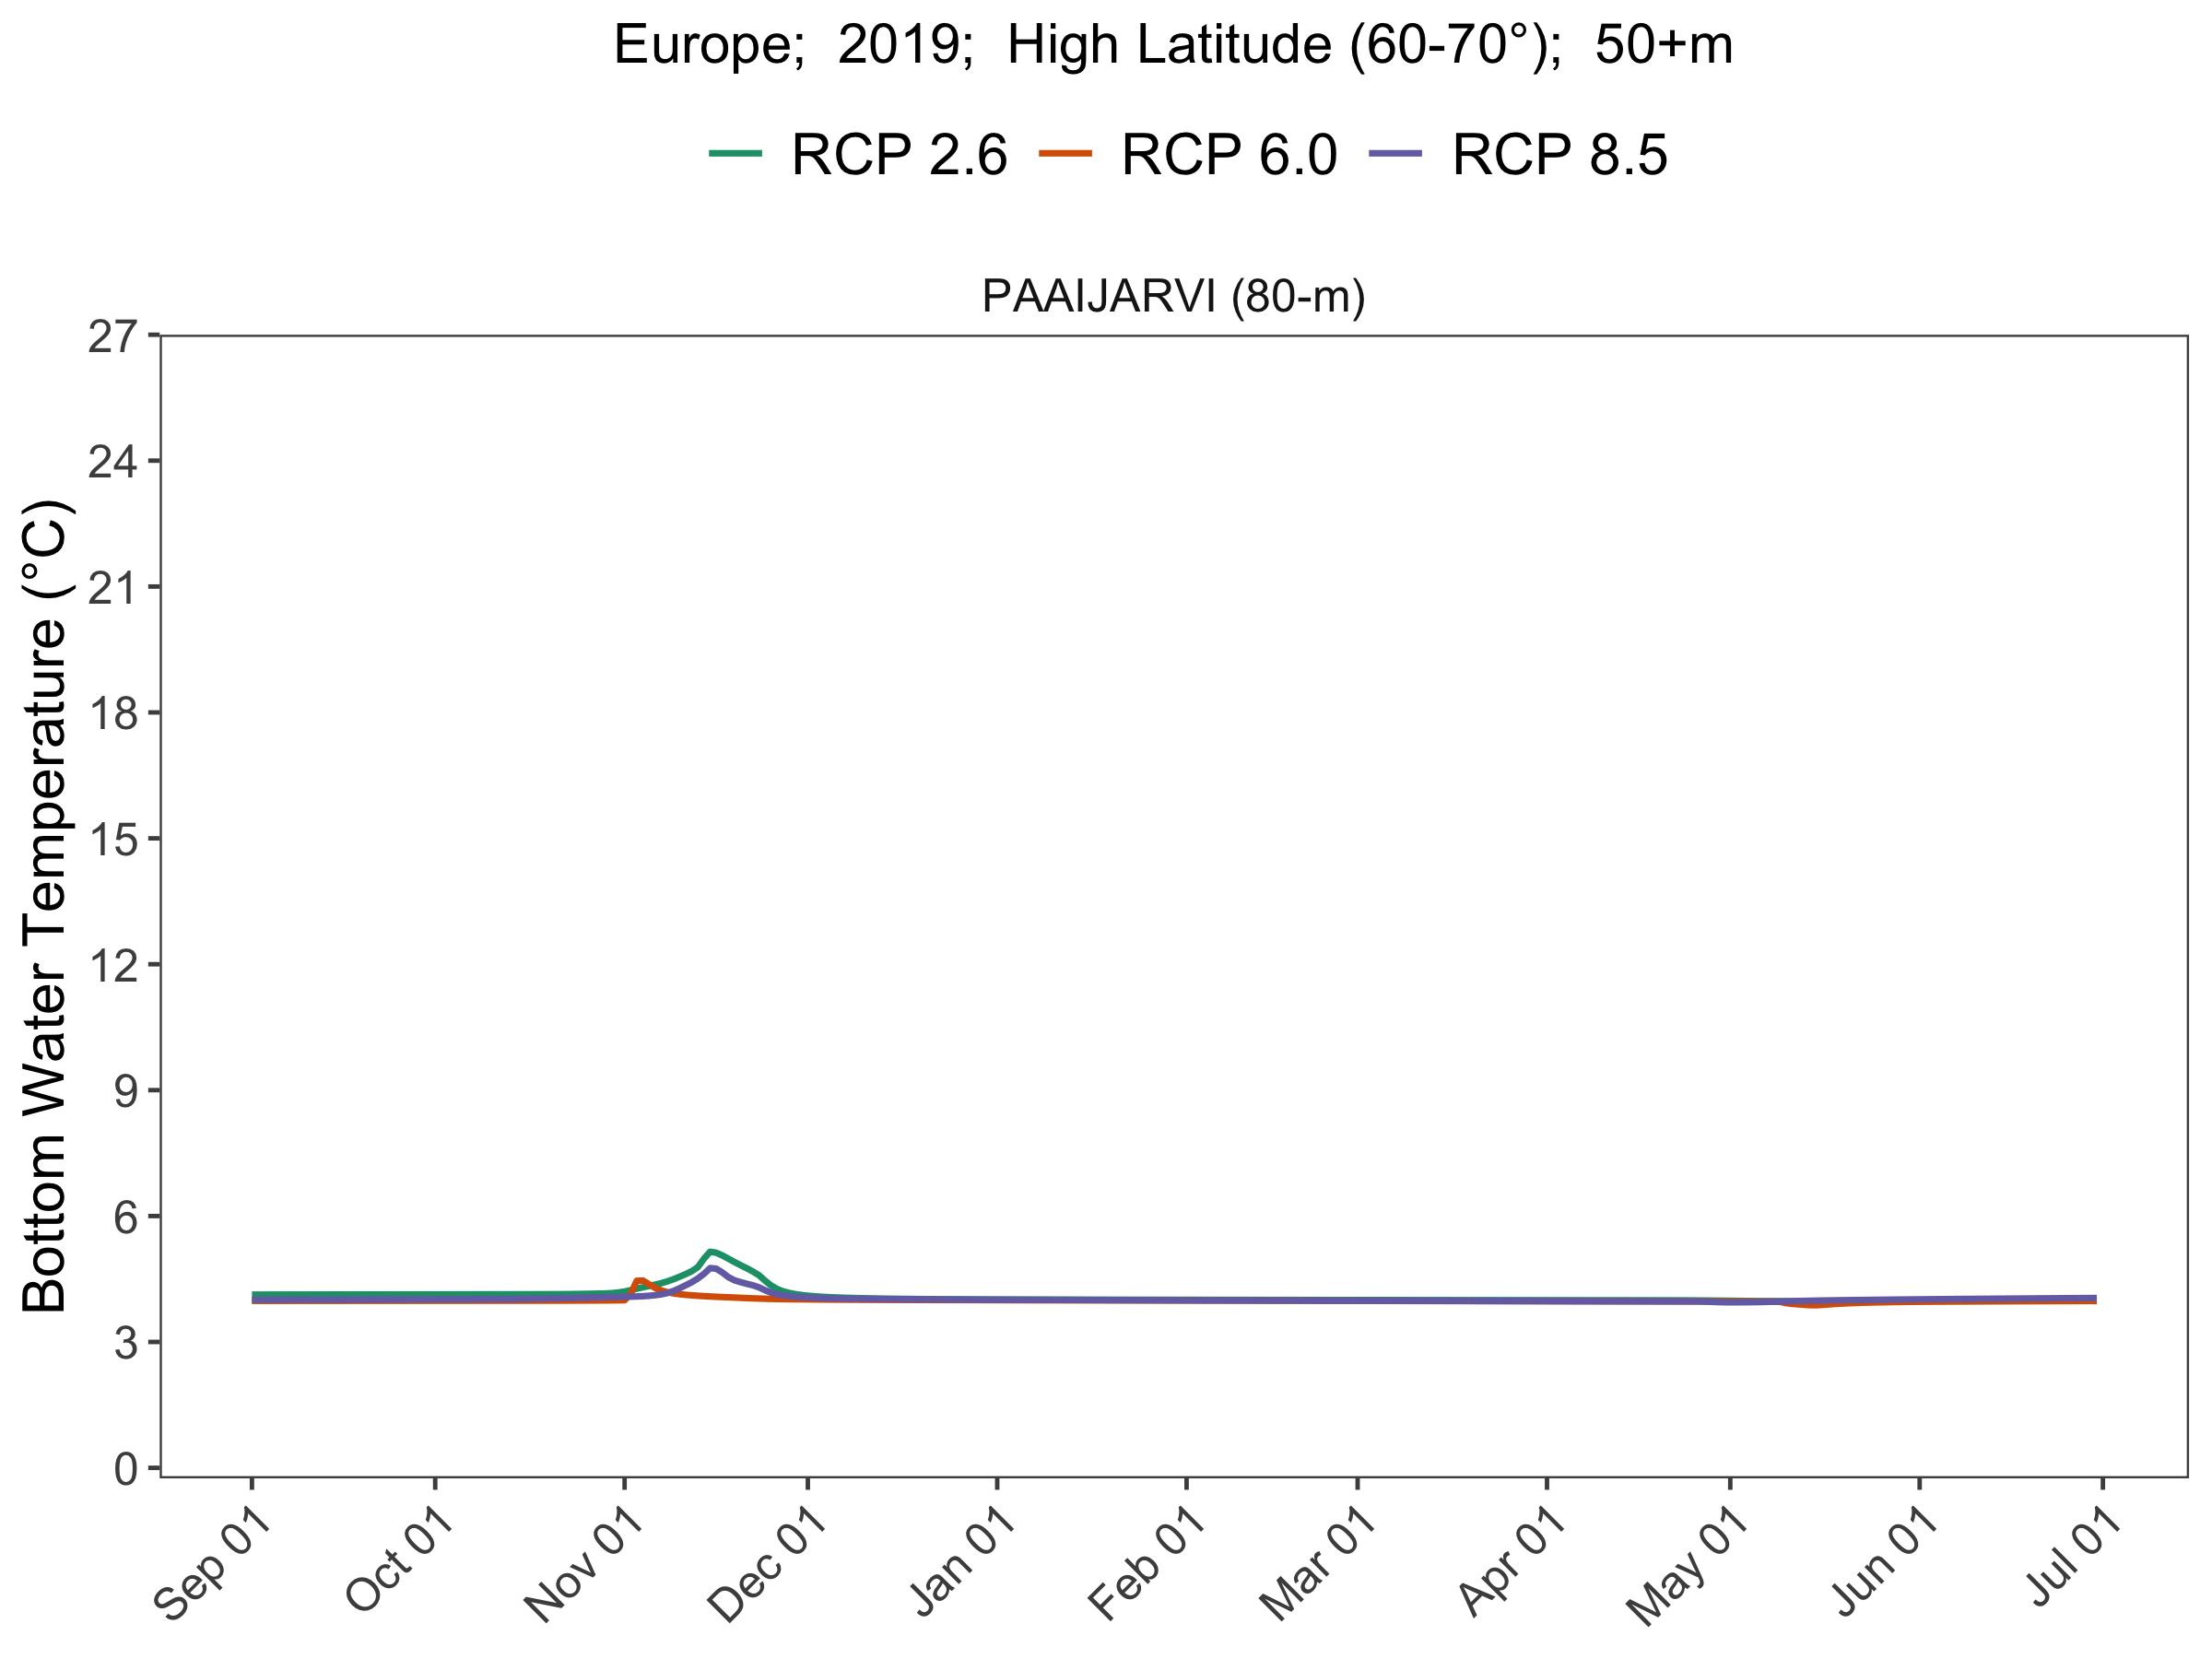 Europe;  2019;  High Latitude (60-70°);  50+m
RCP 2.6 RCP 6.0 RCP 8.5
PAAIJARVI (80-m)
Bottom Water Temperature (°C)
27
24
21
18
15
12
9
6
3
0
Sep 01
Oct 01
Nov 01
Dec 01
Jan 01
Feb 01
Mar 01
Apr 01
May 01
Jun 01
Jul 01